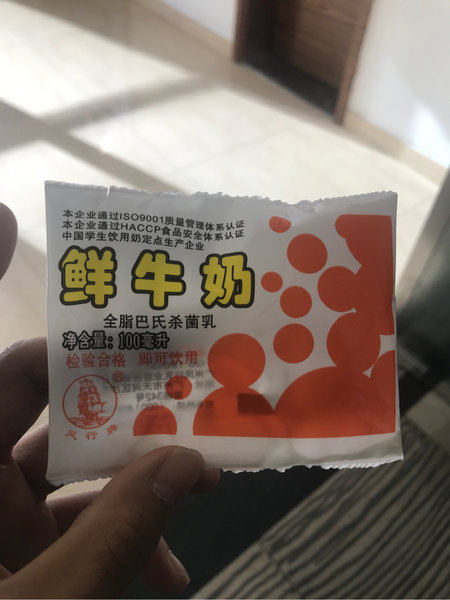 本企业通过ISO9001质量管理体系认证
本企业通过HACCP食品安全体系认证
中国学生饮用奶定点生产企业
鲜牛奶
全脂巴氏杀菌乳
净含量:100毫升
检验合格 即可饮用
®
风行牌